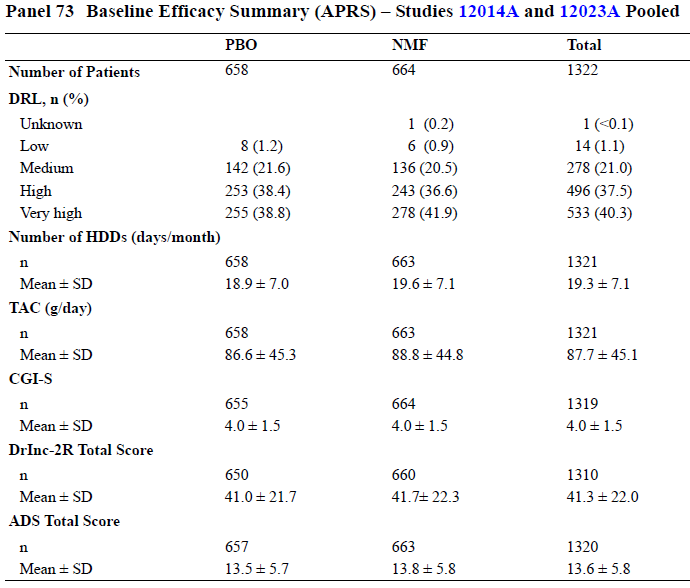 Panel 73 Baseline Efficacy Summary (APRS) – Studies 12014A and 12023A Pooled
PBO NMF Total
Number of Patients 658 664 1322
DRL, n (%)
Unknown 1 (0.2) 1 (<0.1)
Low 8 (1.2) 6 (0.9) 14 (1.1)
Medium 142 (21.6) 136 (20.5) 278 (21.0)
High 253 (38.4) 243 (36.6) 496 (37.5)
Very high 255 (38.8) 278 (41.9) 533 (40.3)
Number of HDDs (days/month)
n 658 663 1321
Mean ± SD 18.9 ± 7.0 19.6 ± 7.1 19.3 ± 7.1
TAC (g/day)
n 658 663 1321
Mean ± SD 86.6 ± 45.3 88.8 ± 44.8 87.7 ± 45.1
CGI-S
n 655 664 1319
Mean ± SD 4.0 ± 1.5 4.0 ± 1.5 4.0 ± 1.5
DrInc-2R Total Score
n 650 660 1310
Mean ± SD 41.0 ± 21.7 41.7± 22.3 41.3 ± 22.0
ADS Total Score
n 657 663 1320
Mean ± SD 13.5 ± 5.7 13.8 ± 5.8 13.6 ± 5.8